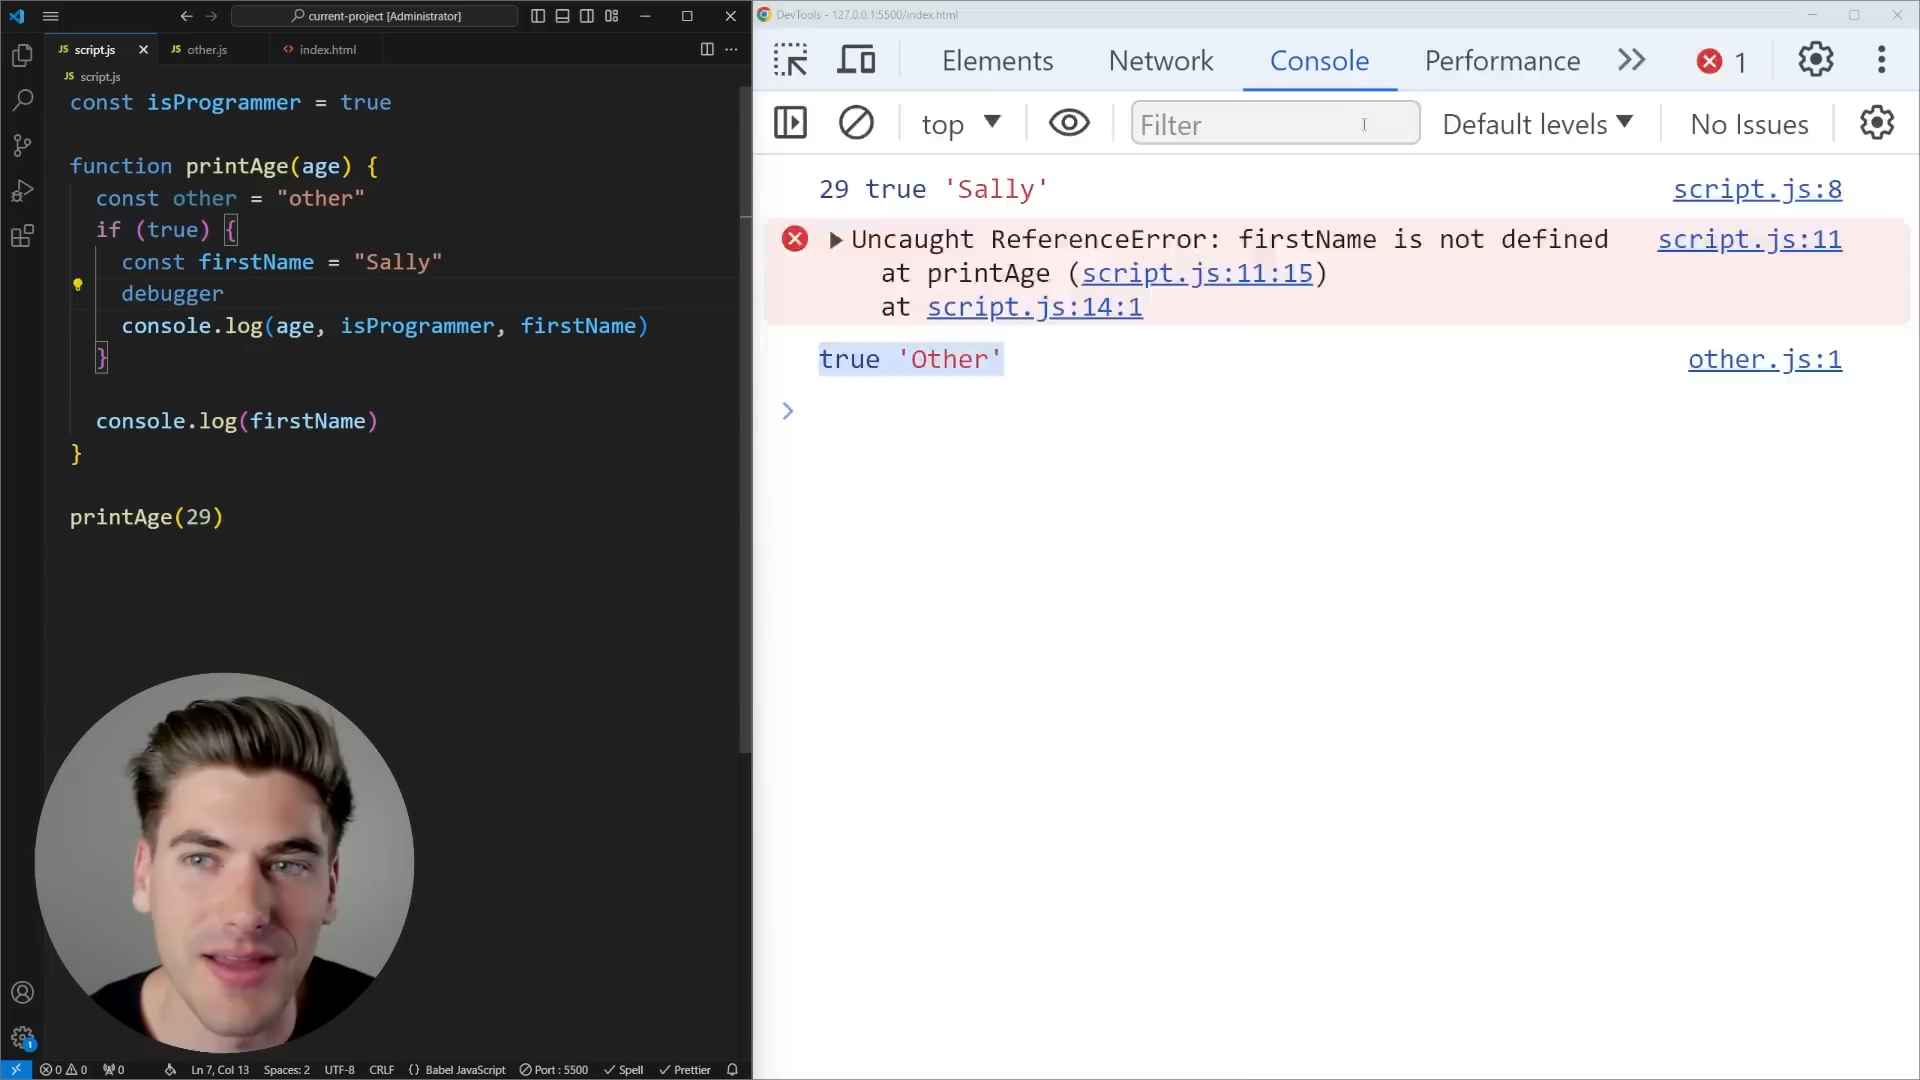 current-project [Administrator]
JS script.js
JS other.js
<> index.html
JS script.js
const isProgrammer = true
function printAge(age) {
const other = "other"
if (true) {
const firstName = "Sally"
debugger
console.log(age, isProgrammer, firstName)
}
console.log(firstName)
}
printAge(29)
0 0 0 Ln 7, Col 13 Spaces: 2 UTF-8 CRLF {} Babel JavaScript Port : 5500 Spell Prettier
1
DevTools - 127.0.0.1:5500/index.html
Elements Network Console Performance 1
top Filter Default levels No Issues
29 true 'Sally' script.js:8
Uncaught ReferenceError: firstName is not defined script.js:11
at printAge (script.js:11:15)
at script.js:14:1
true 'Other' other.js:1